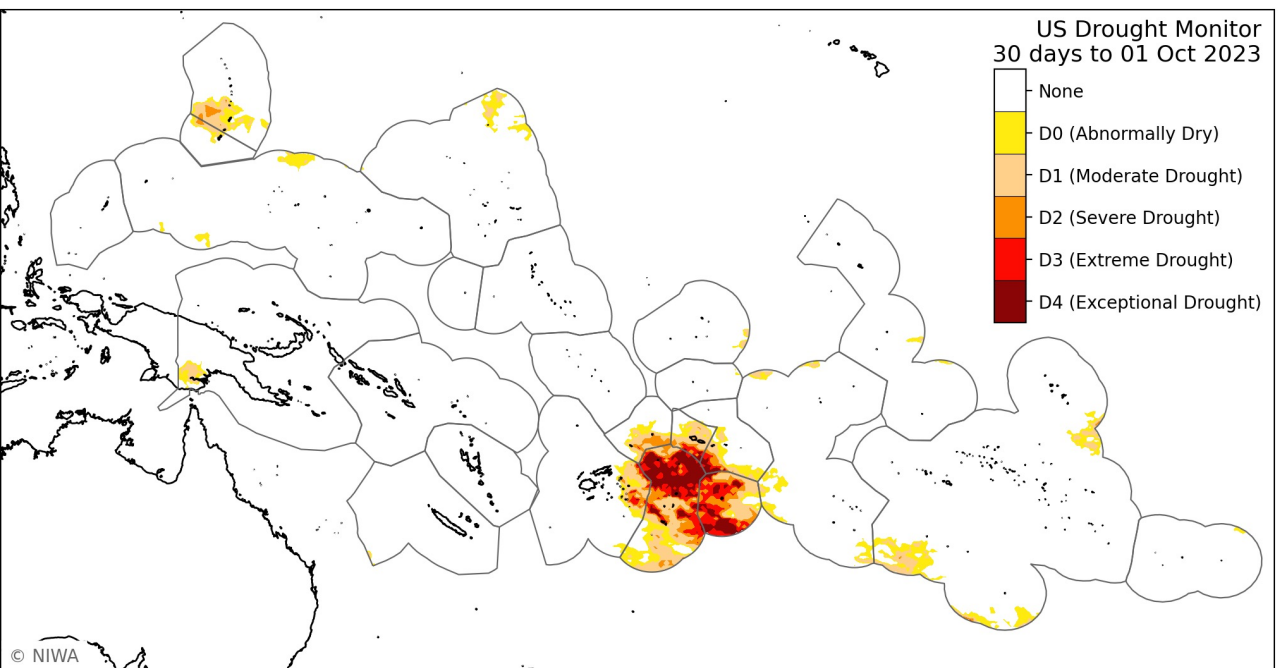 US Drought Monitor
30 days to 01 Oct 2023
None
D0 (Abnormally Dry)
D1 (Moderate Drought)
D2 (Severe Drought)
D3 (Extreme Drought)
D4 (Exceptional Drought)
© NIWA